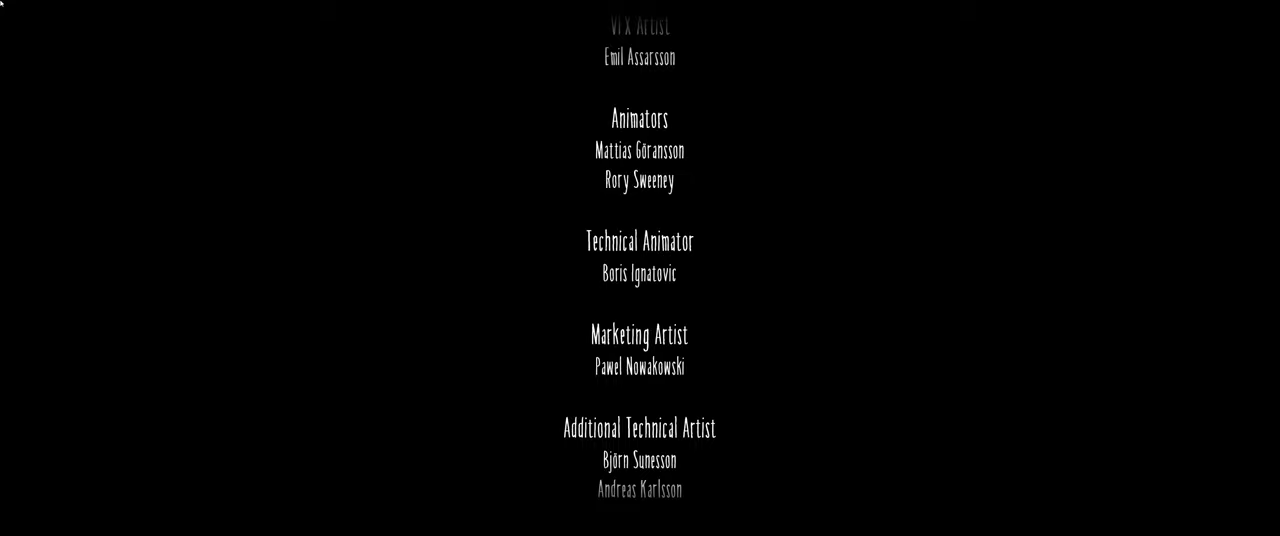 VFX Artist
Emil Assarsson
Animators
Mattias Göransson
Rory Sweeney
Technical Animator
Boris Ignatovic
Marketing Artist
Pawel Nowakowski
Additional Technical Artist
Björn Sunesson
Andreas Karlsson